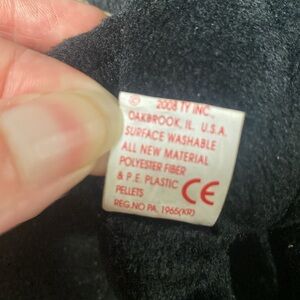 ©
2008 TY INC.
OAKBROOK, IL. U.S.A.
SURFACE WASHABLE
ALL NEW MATERIAL
POLYESTER FIBER
& P.E. PLASTIC CE
PELLETS
REG.NO PA. 1965(KR)